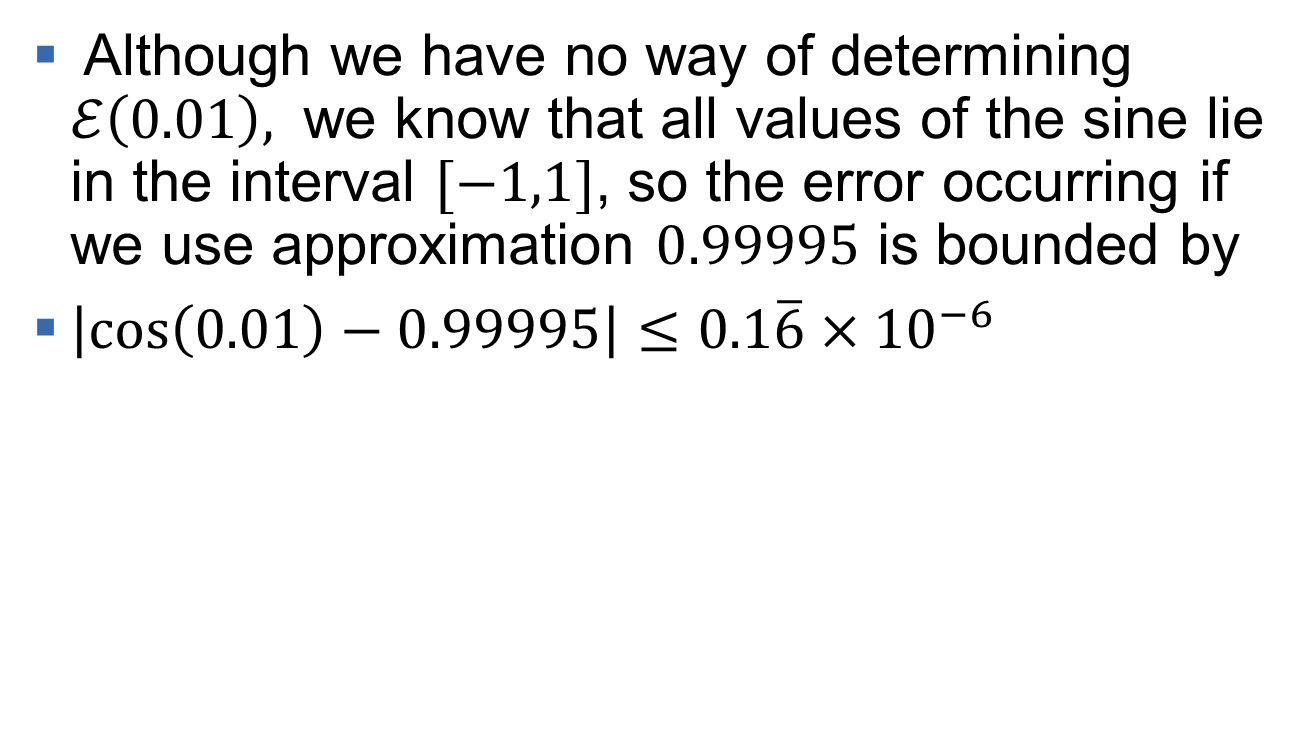 ▪ Although we have no way of determining
ℰ(0.01), we know that all values of the sine lie
in the interval [−1,1], so the error occurring if
we use approximation 0.99995 is bounded by
▪ |cos(0.01) − 0.99995| ≤ 0.16̅ × 10⁻⁶